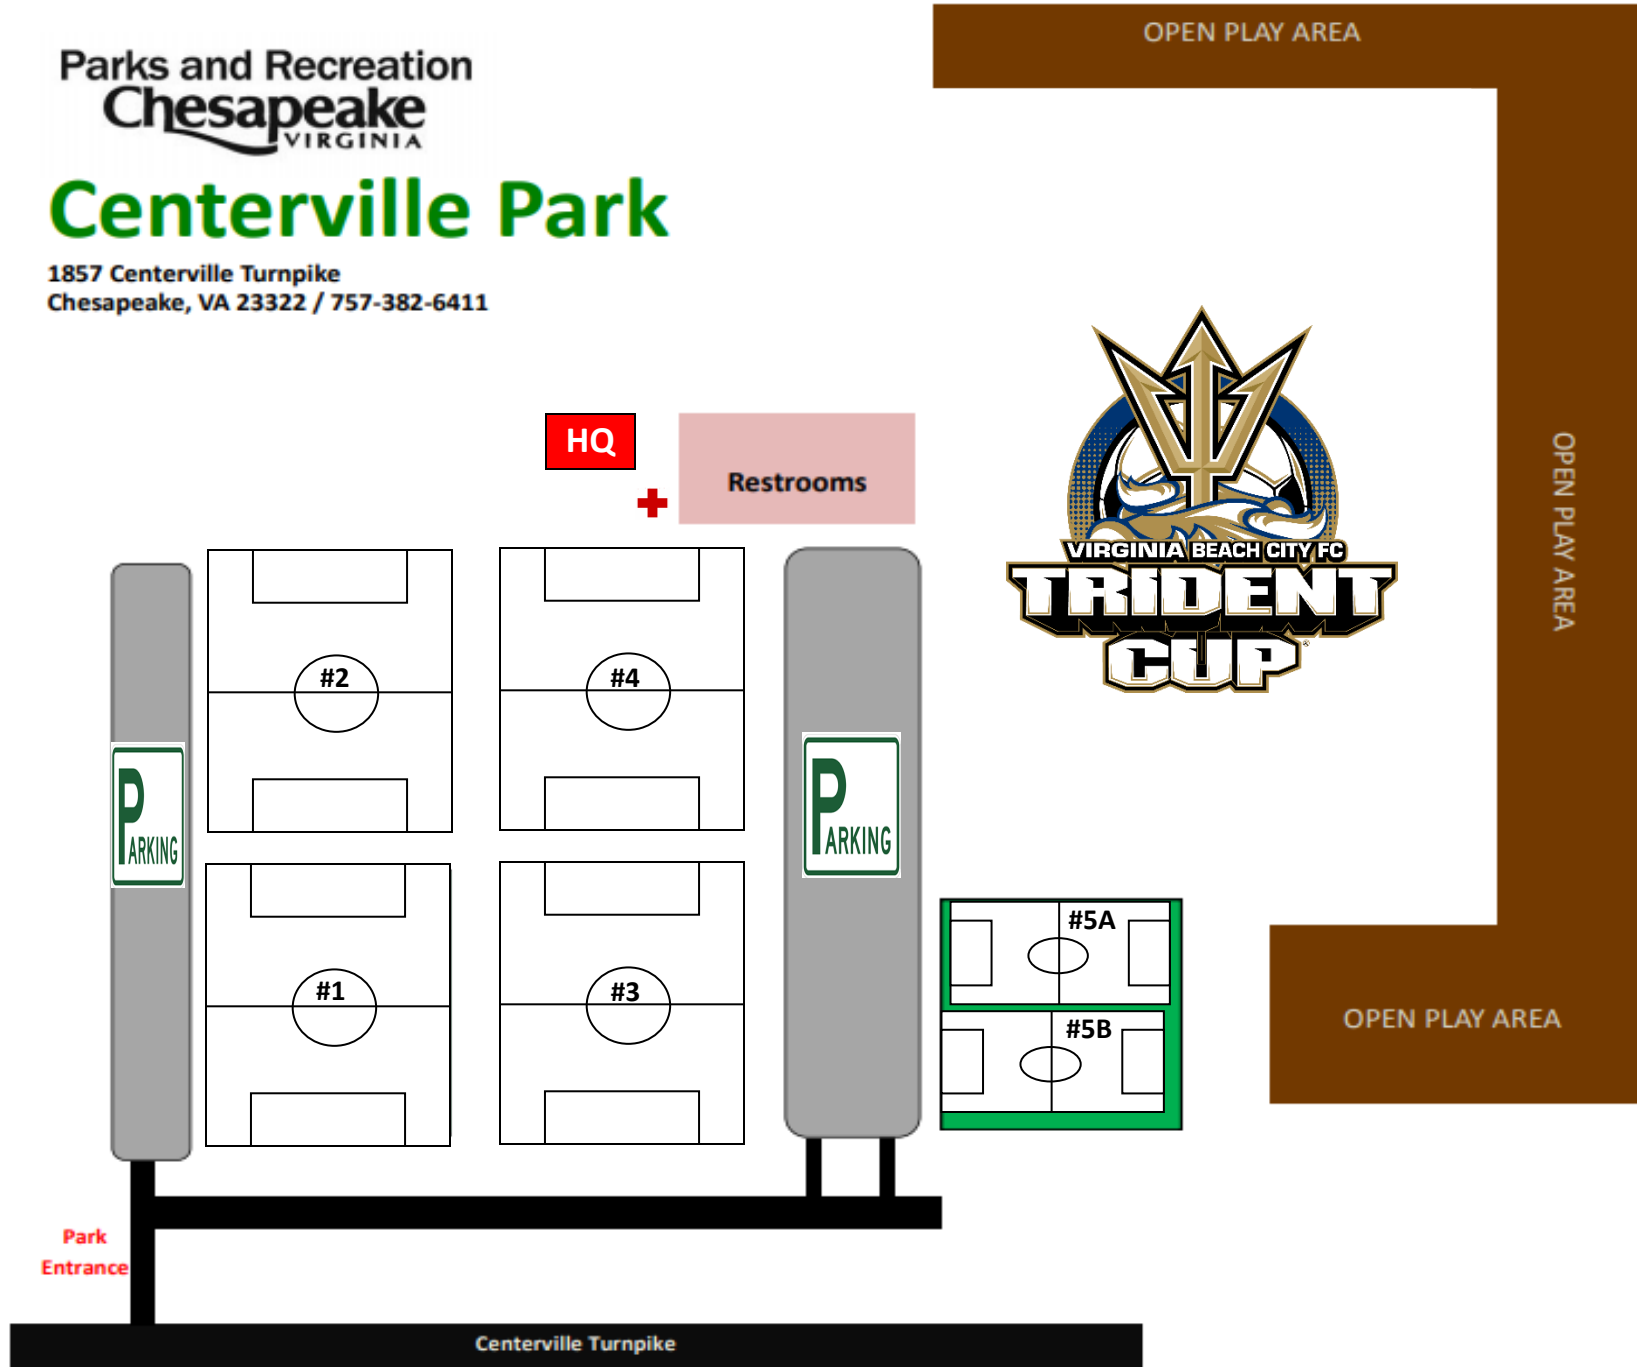 Parks and Recreation
Chesapeake
VIRGINIA
Centerville Park
1857 Centerville Turnpike
Chesapeake, VA 23322 / 757-382-6411
OPEN PLAY AREA
OPEN PLAY AREA
OPEN PLAY AREA
VIRGINIA BEACH CITY FC
TRIDENT
CUP
HQ
Restrooms
#2
#4
PARKING
PARKING
#1
#3
#5A
#5B
Park
Entrance
Centerville Turnpike